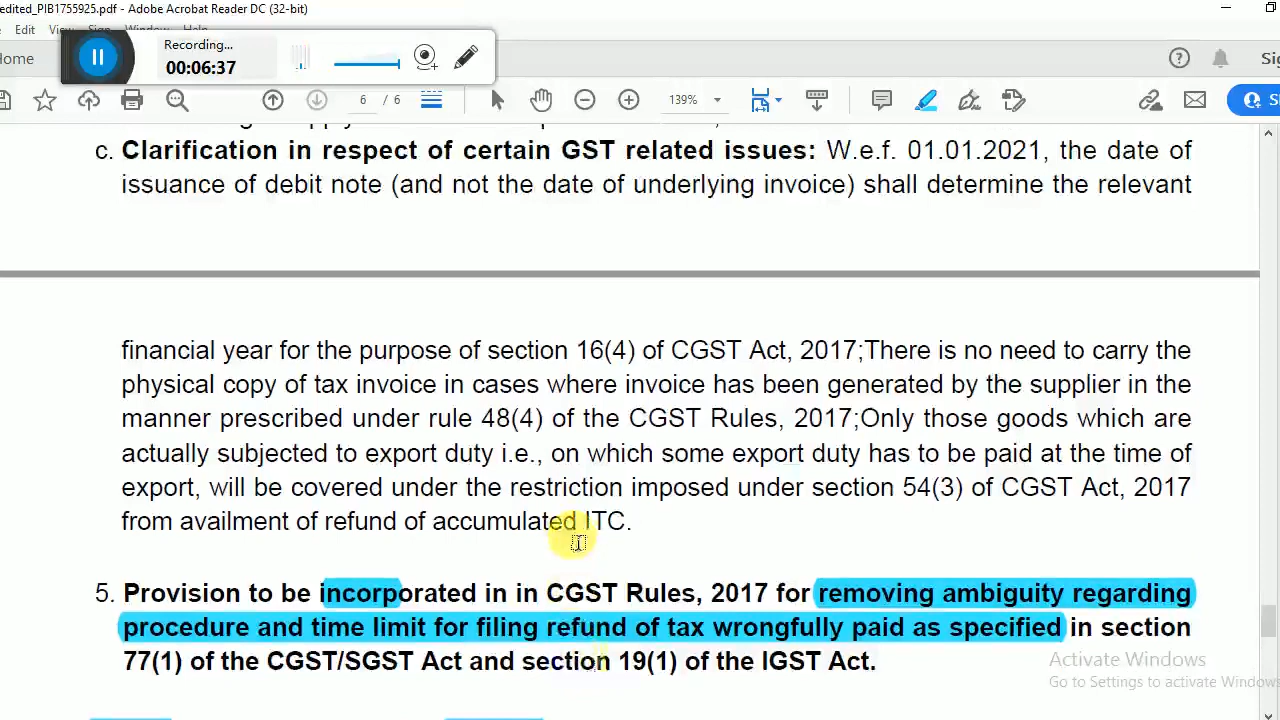 edited_PIB1755925.pdf - Adobe Acrobat Reader DC (32-bit)
Edit View Sign Window Help
Recording...
00:06:37
Home
6 / 6
139%
c. Clarification in respect of certain GST related issues: W.e.f. 01.01.2021, the date of
issuance of debit note (and not the date of underlying invoice) shall determine the relevant
financial year for the purpose of section 16(4) of CGST Act, 2017;There is no need to carry the
physical copy of tax invoice in cases where invoice has been generated by the supplier in the
manner prescribed under rule 48(4) of the CGST Rules, 2017;Only those goods which are
actually subjected to export duty i.e., on which some export duty has to be paid at the time of
export, will be covered under the restriction imposed under section 54(3) of CGST Act, 2017
from availment of refund of accumulated ITC.
5. Provision to be incorporated in in CGST Rules, 2017 for removing ambiguity regarding
procedure and time limit for filing refund of tax wrongfully paid as specified in section
77(1) of the CGST/SGST Act and section 19(1) of the IGST Act.
Activate Windows
Go to Settings to activate Windows